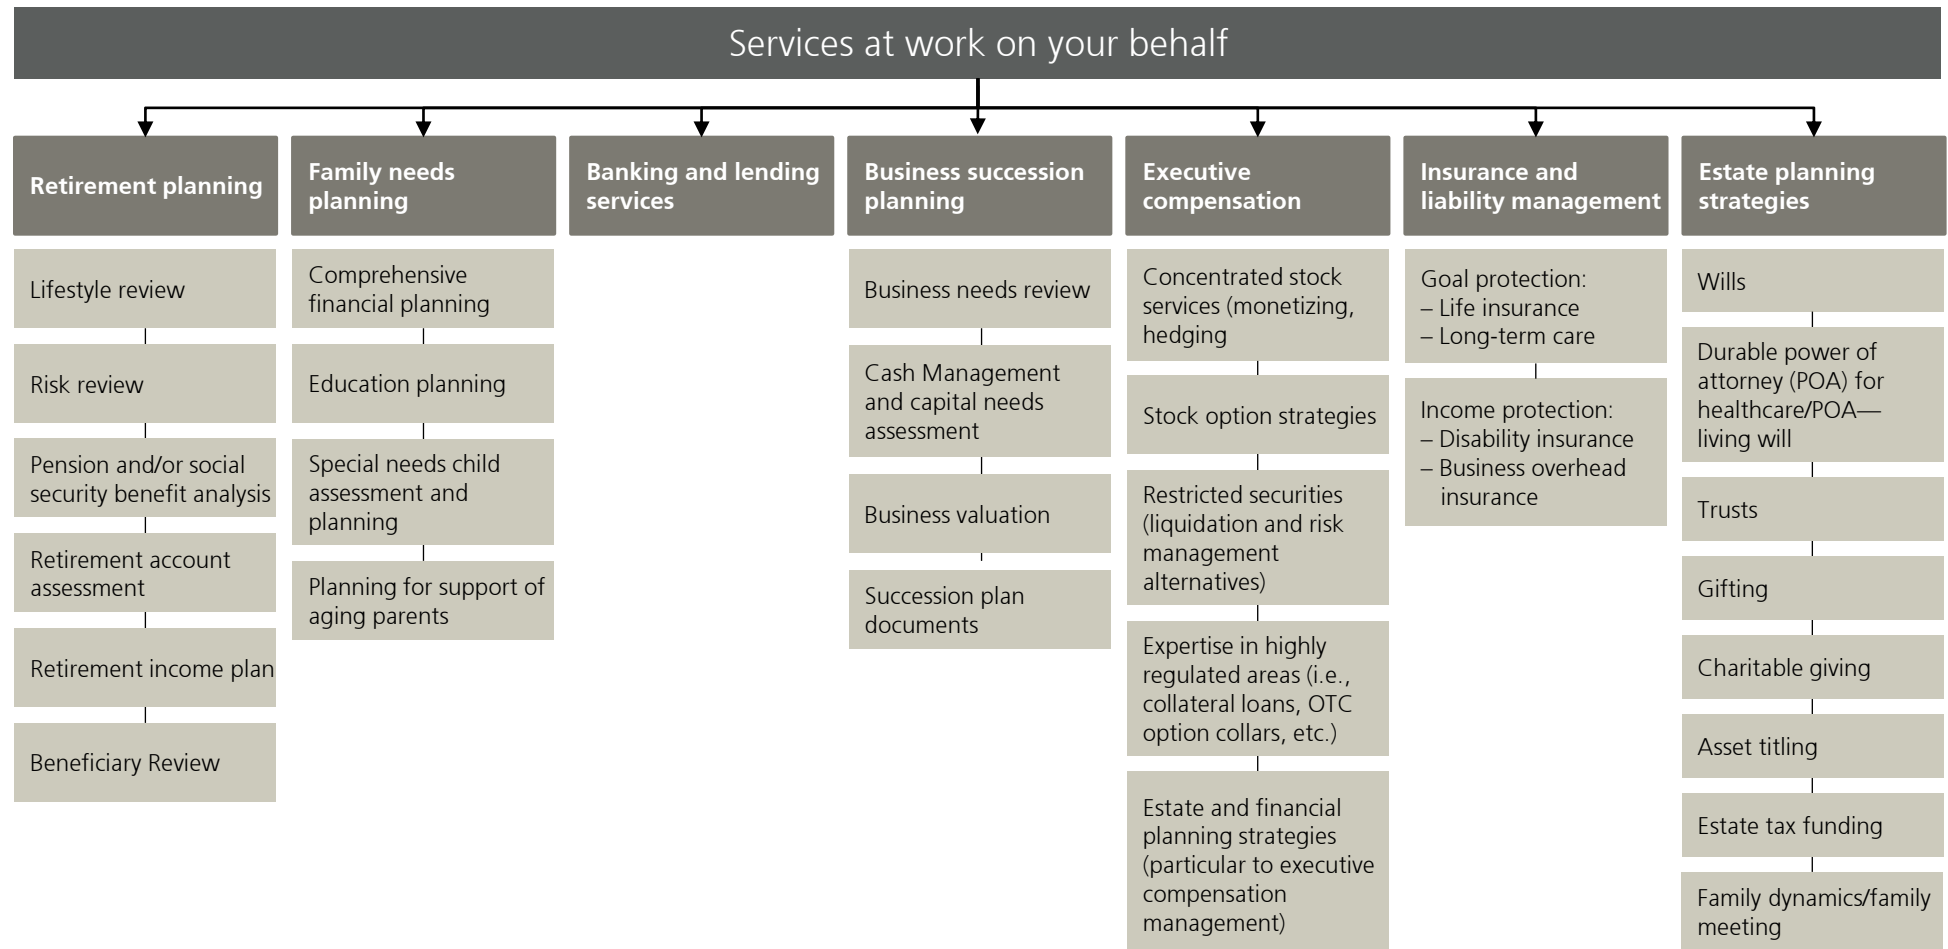 Services at work on your behalf
Retirement planning
Lifestyle review
Risk review
Pension and/or social
security benefit analysis
Retirement account
assessment
Retirement income plan
Beneficiary Review
Family needs
planning
Comprehensive
financial planning
Education planning
Special needs child
assessment and
planning
Planning for support of
aging parents
Banking and lending
services
Business succession
planning
Business needs review
Cash Management
and capital needs
assessment
Business valuation
Succession plan
documents
Executive
compensation
Concentrated stock
services (monetizing,
hedging
Stock option strategies
Restricted securities
(liquidation and risk
management
alternatives)
Expertise in highly
regulated areas (i.e.,
collateral loans, OTC
option collars, etc.)
Estate and financial
planning strategies
(particular to executive
compensation
management)
Insurance and
liability management
Goal protection:
– Life insurance
– Long-term care
Income protection:
– Disability insurance
– Business overhead
insurance
Estate planning
strategies
Wills
Durable power of
attorney (POA) for
healthcare/POA—
living will
Trusts
Gifting
Charitable giving
Asset titling
Estate tax funding
Family dynamics/family
meeting